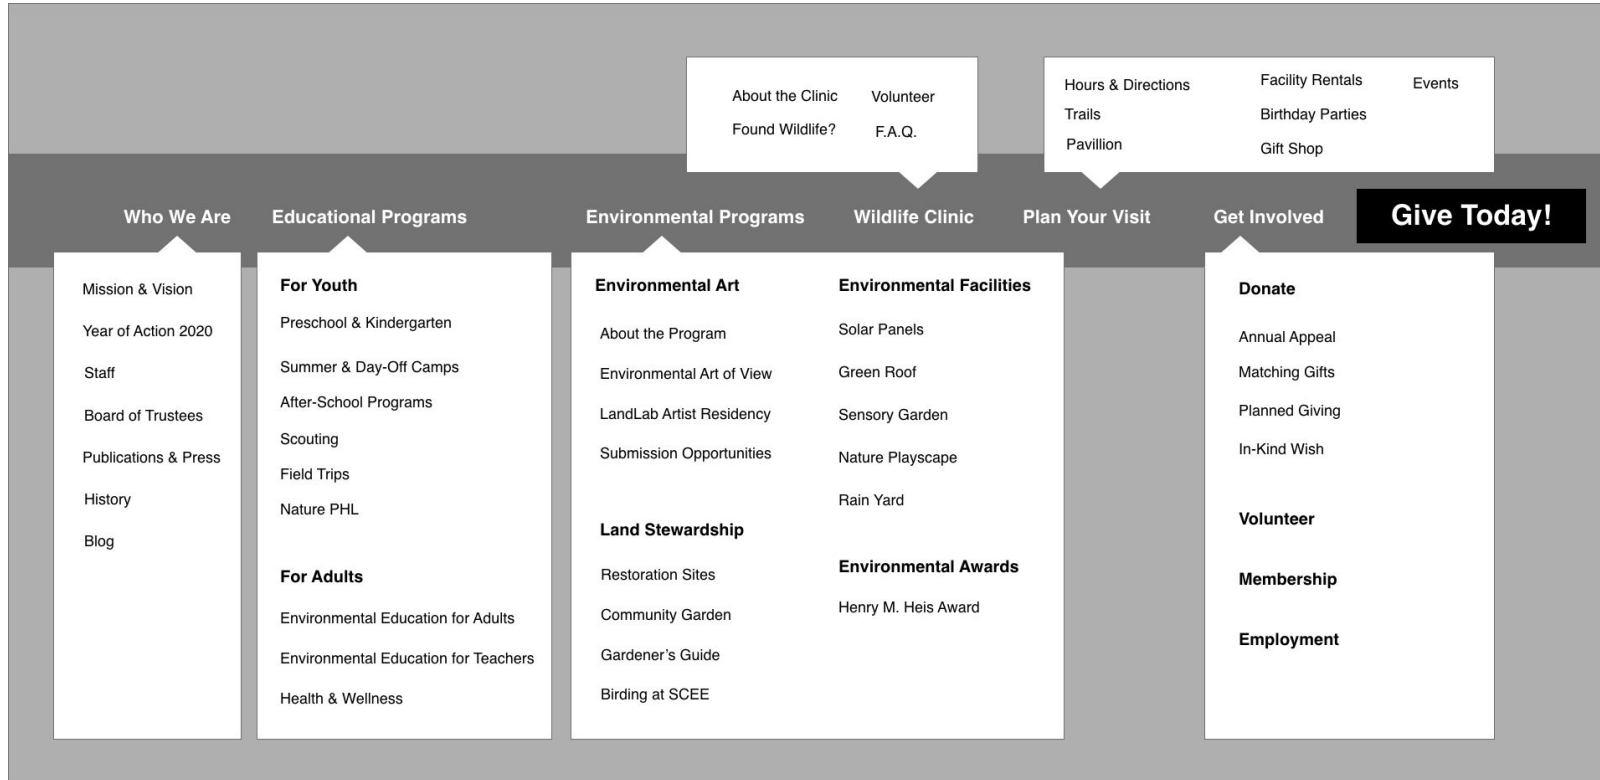 About the Clinic
Found Wildlife?
Volunteer
F.A.Q.
Hours & Directions
Trails
Pavillion
Facility Rentals
Birthday Parties
Gift Shop
Events
Who We Are
Educational Programs
Environmental Programs
Wildlife Clinic
Plan Your Visit
Get Involved
Give Today!
Mission & Vision
Year of Action 2020
Staff
Board of Trustees
Publications & Press
History
Blog
For Youth
Preschool & Kindergarten
Summer & Day-Off Camps
After-School Programs
Scouting
Field Trips
Nature PHL
For Adults
Environmental Education for Adults
Environmental Education for Teachers
Health & Wellness
Environmental Art
About the Program
Environmental Art of View
LandLab Artist Residency
Submission Opportunities
Land Stewardship
Restoration Sites
Community Garden
Gardener’s Guide
Birding at SCEE
Environmental Facilities
Solar Panels
Green Roof
Sensory Garden
Nature Playscape
Rain Yard
Environmental Awards
Henry M. Heis Award
Donate
Annual Appeal
Matching Gifts
Planned Giving
In-Kind Wish
Volunteer
Membership
Employment